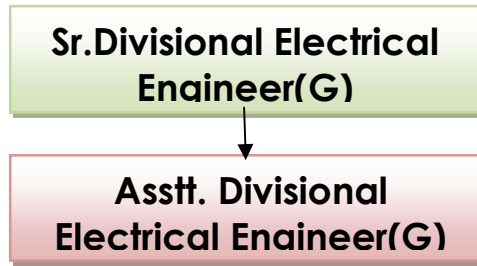 Sr.Divisional Electrical
Engineer(G)
Asstt. Divisional
Electrical Engineer(G)